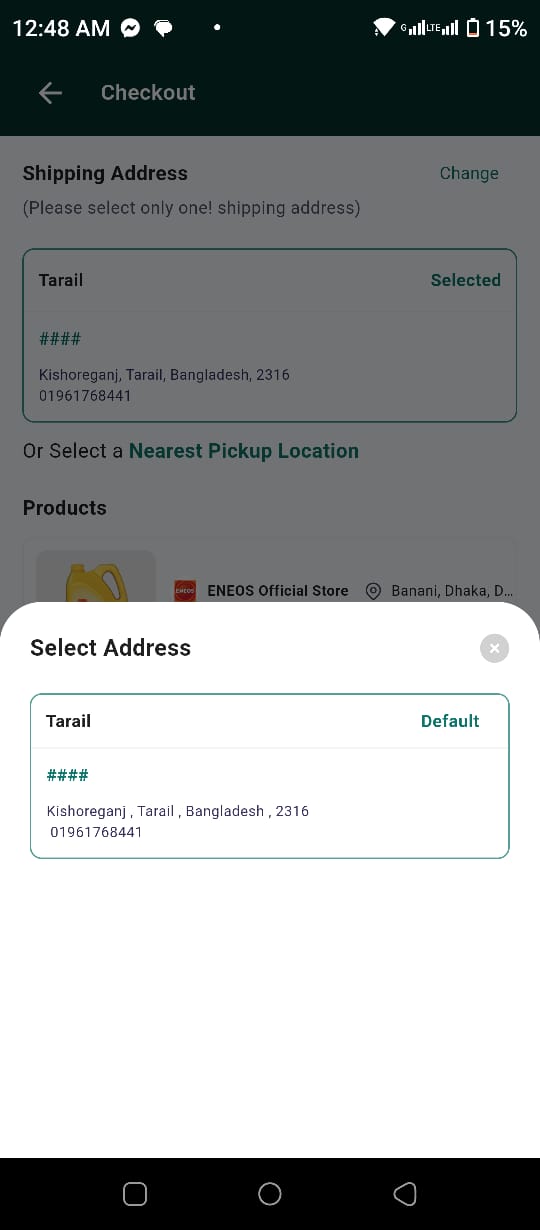 12:48 AM
G LTE 15%
Checkout
Shipping Address Change
(Please select only one! shipping address)
Tarail Selected
####
Kishoreganj, Tarail, Bangladesh, 2316
01961768441
Or Select a Nearest Pickup Location
Products
ENEOS ENEOS Official Store Banani, Dhaka, D...
Select Address
Tarail Default
####
Kishoreganj , Tarail , Bangladesh , 2316
01961768441